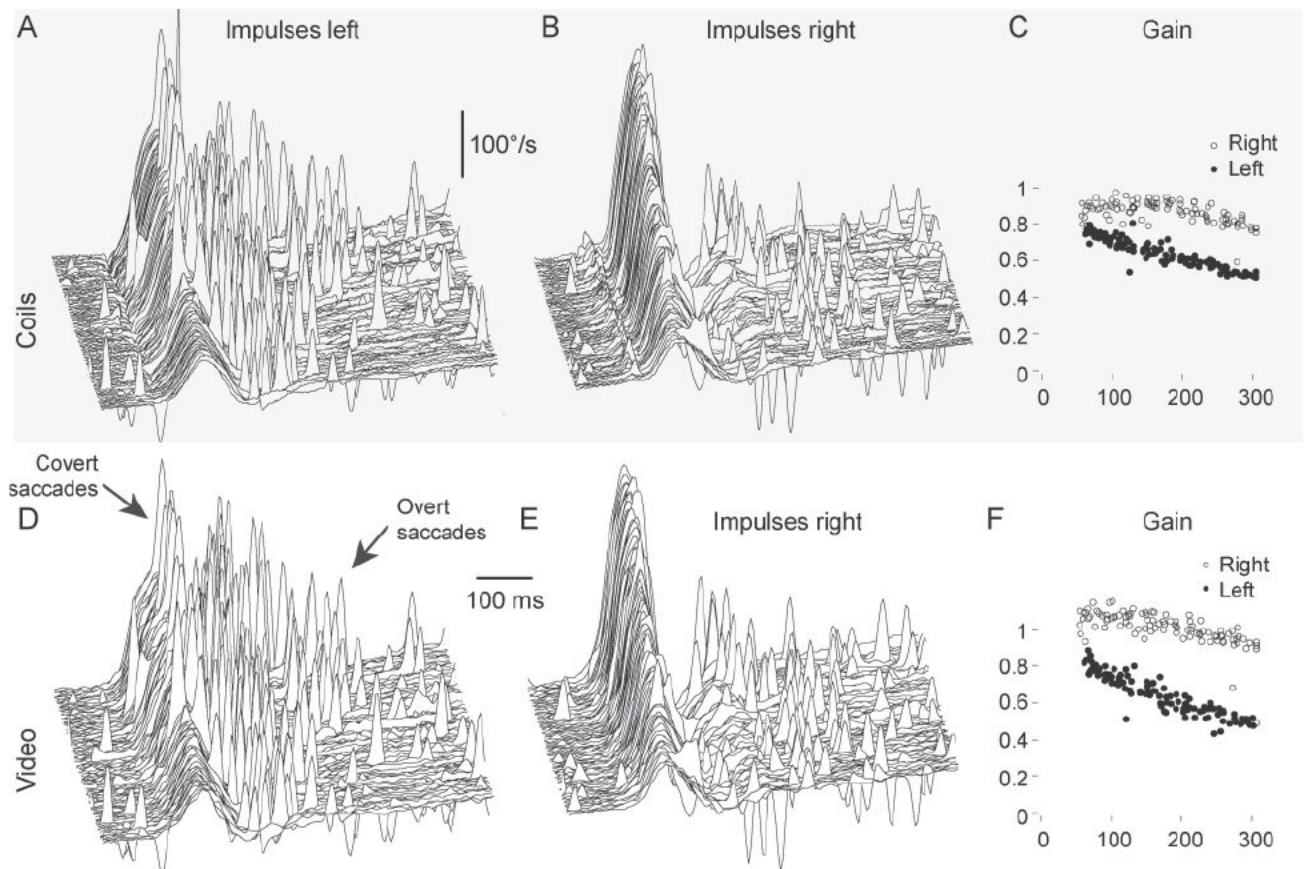 A
Impulses left
B
Impulses right
C
Gain
100°/s
Right
Left
1
0.8
0.6
0.4
0.2
0
0
100
200
300
Coils
Covert
saccades
D
Overt
saccades
100 ms
E
Impulses right
F
Gain
Right
Left
1
0.8
0.6
0.4
0.2
0
0
100
200
300
Video